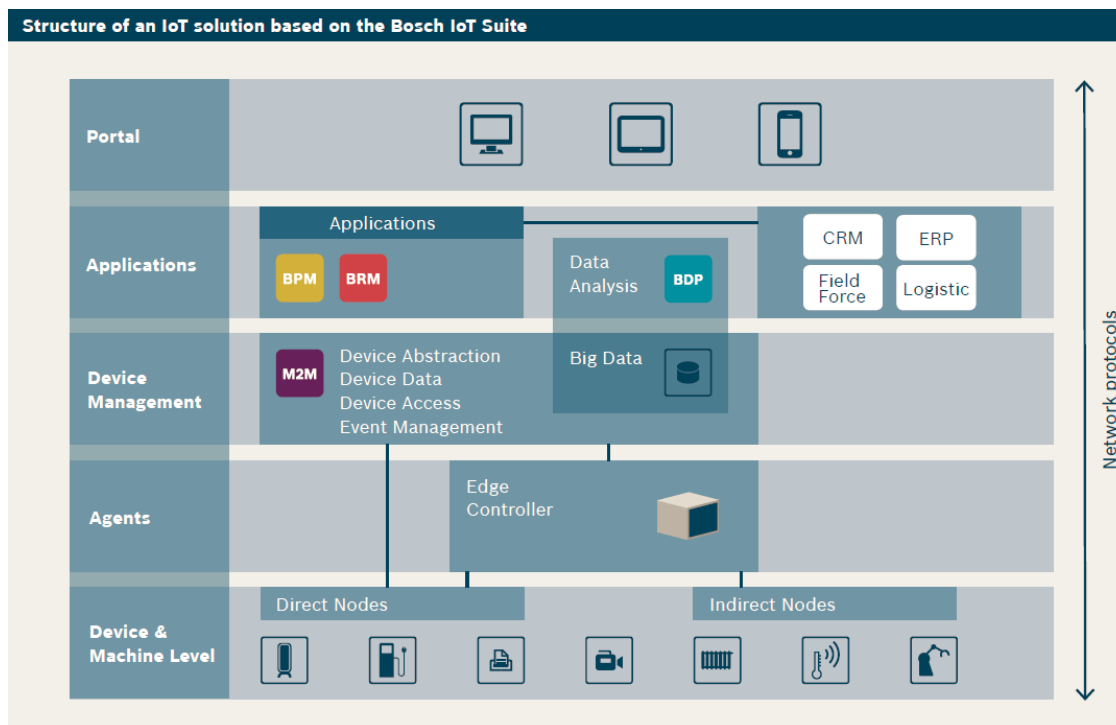 Structure of an IoT solution based on the Bosch IoT Suite
Portal
Applications
Applications
BPM
BRM
Data
Analysis
BDP
CRM
ERP
Field
Force
Logistic
Device
Management
M2M
Device Abstraction
Device Data
Device Access
Event Management
Big Data
Agents
Edge
Controller
Device &
Machine Level
Direct Nodes
Indirect Nodes
Network protocols